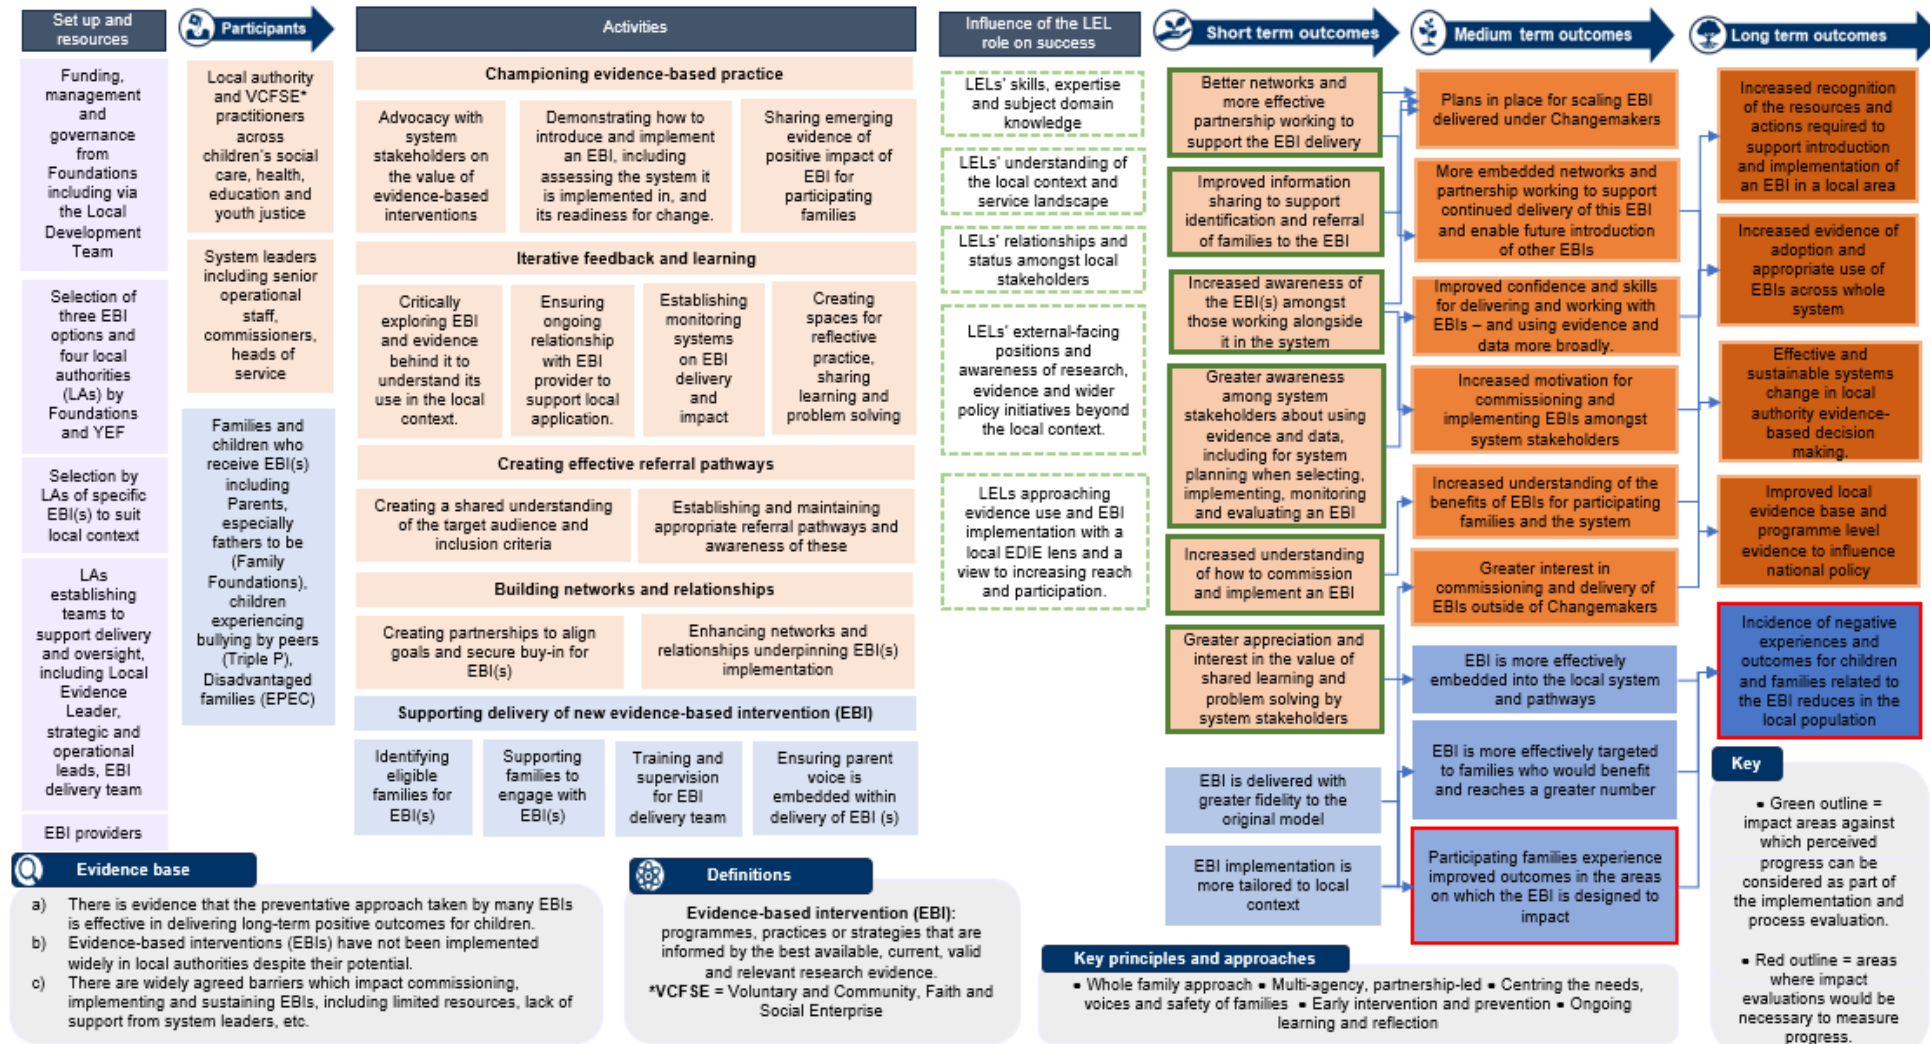 Set up and
resources
Funding,
management
and
governance
from
Foundations
including via
the Local
Development
Team
Selection of
three EBI
options and
four local
authorities
(LAs) by
Foundations
and YEF
Selection by
LAs of specific
EBI(s) to suit
local context
LAs
establishing
teams to
support delivery
and oversight,
including Local
Evidence
Leader,
strategic and
operational
leads, EBI
delivery team
EBI providers
Participants
Local authority
and VCFSE*
practitioners
across
children's social
care, health,
education and
youth justice
System leaders
including senior
operational
staff,
commissioners,
heads of
service
Families and
children who
receive EBI(s)
including
Parents,
especially
fathers to be
(Family
Foundations),
children
experiencing
bullying by peers
(Triple P),
Disadvantaged
families (EPEC)
Activities
Championing evidence-based practice
Advocacy with
system
stakeholders on
the value of
evidence-based
interventions
Demonstrating how to
introduce and implement
an EBI, including
assessing the system it
is implemented in, and
its readiness for change.
Sharing emerging
evidence of
positive impact of
EBI for
participating
families
Iterative feedback and learning
Critically
exploring EBI
and evidence
behind it to
understand its
use in the local
context.
Ensuring
ongoing
relationship
with EBI
provider to
support local
application.
Establishing
monitoring
systems
on EBI
delivery
and
impact
Creating
spaces for
reflective
practice,
sharing
learning and
problem solving
Creating effective referral pathways
Creating a shared understanding
of the target audience and
inclusion criteria
Establishing and maintaining
appropriate referral pathways and
awareness of these
Building networks and relationships
Creating partnerships to align
goals and secure buy-in for
EBI(s)
Enhancing networks and
relationships underpinning EBI(s)
implementation
Supporting delivery of new evidence-based intervention (EBI)
Identifying
eligible
families for
EBI(s)
Supporting
families to
engage with
EBI(s)
Training and
supervision
for EBI
delivery team
Ensuring parent
voice is
embedded within
delivery of EBI (s)
Influence of the LEL
role on success
LELs' skills, expertise
and subject domain
knowledge
LELs' understanding of
the local context and
service landscape
LELs' relationships and
status amongst local
stakeholders
LELs' external-facing
positions and
awareness of research,
evidence and wider
policy initiatives beyond
the local context.
LELs approaching
evidence use and EBI
implementation with a
local EDIE lens and a
view to increasing reach
and participation.
Short term outcomes
Better networks and
more effective
partnership working to
support the EBI delivery
Improved information
sharing to support
identification and referral
of families to the EBI
Increased awareness of
the EBI(s) amongst
those working alongside
it in the system
Greater awareness
among system
stakeholders about using
evidence and data,
including for system
planning when selecting,
implementing, monitoring
and evaluating an EBI
Increased understanding
of how to commission
and implement an EBI
Greater appreciation and
interest in the value of
shared learning and
problem solving by
system stakeholders
EBI is delivered with
greater fidelity to the
original model
EBI implementation is
more tailored to local
context
Medium term outcomes
Plans in place for scaling EBI
delivered under Changemakers
More embedded networks and
partnership working to support
continued delivery of this EBI
and enable future introduction
of other EBIs
Improved confidence and skills
for delivering and working with
EBIs – and using evidence and
data more broadly.
Increased motivation for
commissioning and
implementing EBIs amongst
system stakeholders
Increased understanding of the
benefits of EBIs for participating
families and the system
Greater interest in
commissioning and delivery of
EBIs outside of Changemakers
EBI is more effectively
embedded into the local system
and pathways
EBI is more effectively targeted
to families who would benefit
and reaches a greater number
Participating families experience
improved outcomes in the areas
on which the EBI is designed to
impact
Long term outcomes
Increased recognition
of the resources and
actions required to
support introduction
and implementation of
an EBI in a local area
Increased evidence of
adoption and
appropriate use of
EBIs across whole
system
Effective and
sustainable systems
change in local
authority evidence-
based decision
making.
Improved local
evidence base and
programme level
evidence to influence
national policy
Incidence of negative
experiences and
outcomes for children
and families related to
the EBI reduces in the
local population
Key
• Green outline =
impact areas against
which perceived
progress can be
considered as part of
the implementation and
process evaluation.
• Red outline = areas
where impact
evaluations would be
necessary to measure
progress.
Evidence base
a) There is evidence that the preventative approach taken by many EBIs
is effective in delivering long-term positive outcomes for children.
b) Evidence-based interventions (EBIs) have not been implemented
widely in local authorities despite their potential.
c) There are widely agreed barriers which impact commissioning,
implementing and sustaining EBIs, including limited resources, lack of
support from system leaders, etc.
Definitions
Evidence-based intervention (EBI):
programmes, practices or strategies that are
informed by the best available, current, valid
and relevant research evidence.
*VCFSE = Voluntary and Community, Faith and
Social Enterprise
Key principles and approaches
• Whole family approach • Multi-agency, partnership-led • Centring the needs,
voices and safety of families • Early intervention and prevention • Ongoing
learning and reflection